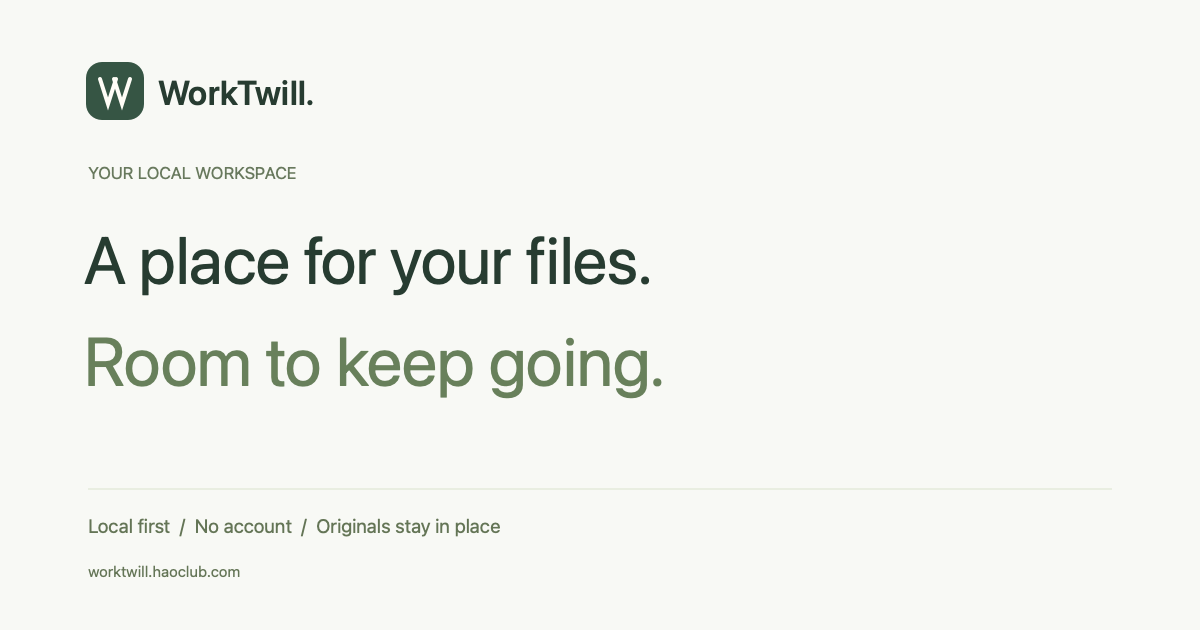 W
WorkTwill.
YOUR LOCAL WORKSPACE
A place for your files.
Room to keep going.
Local first / No account / Originals stay in place
worktwill.haoclub.com